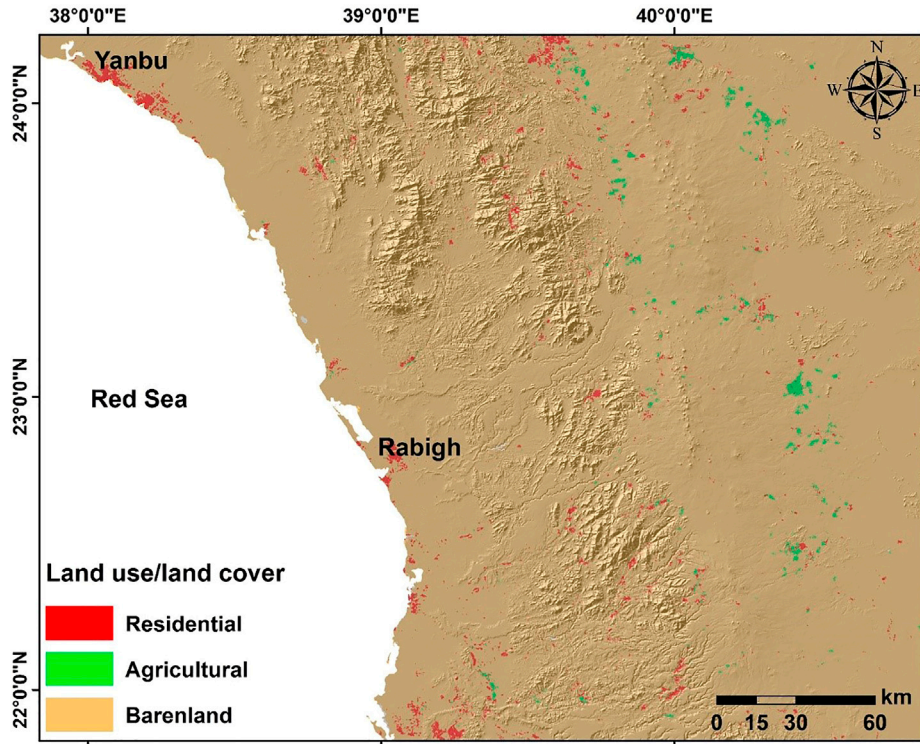 38°0'0"E 39°0'0"E 40°0'0"E
Yanbu
N
W E
S
24°0'0"N
23°0'0"N
Red Sea
Rabigh
Land use/land cover
Residential
Agricultural
Barenland
22°0'0"N
km
0 15 30 60